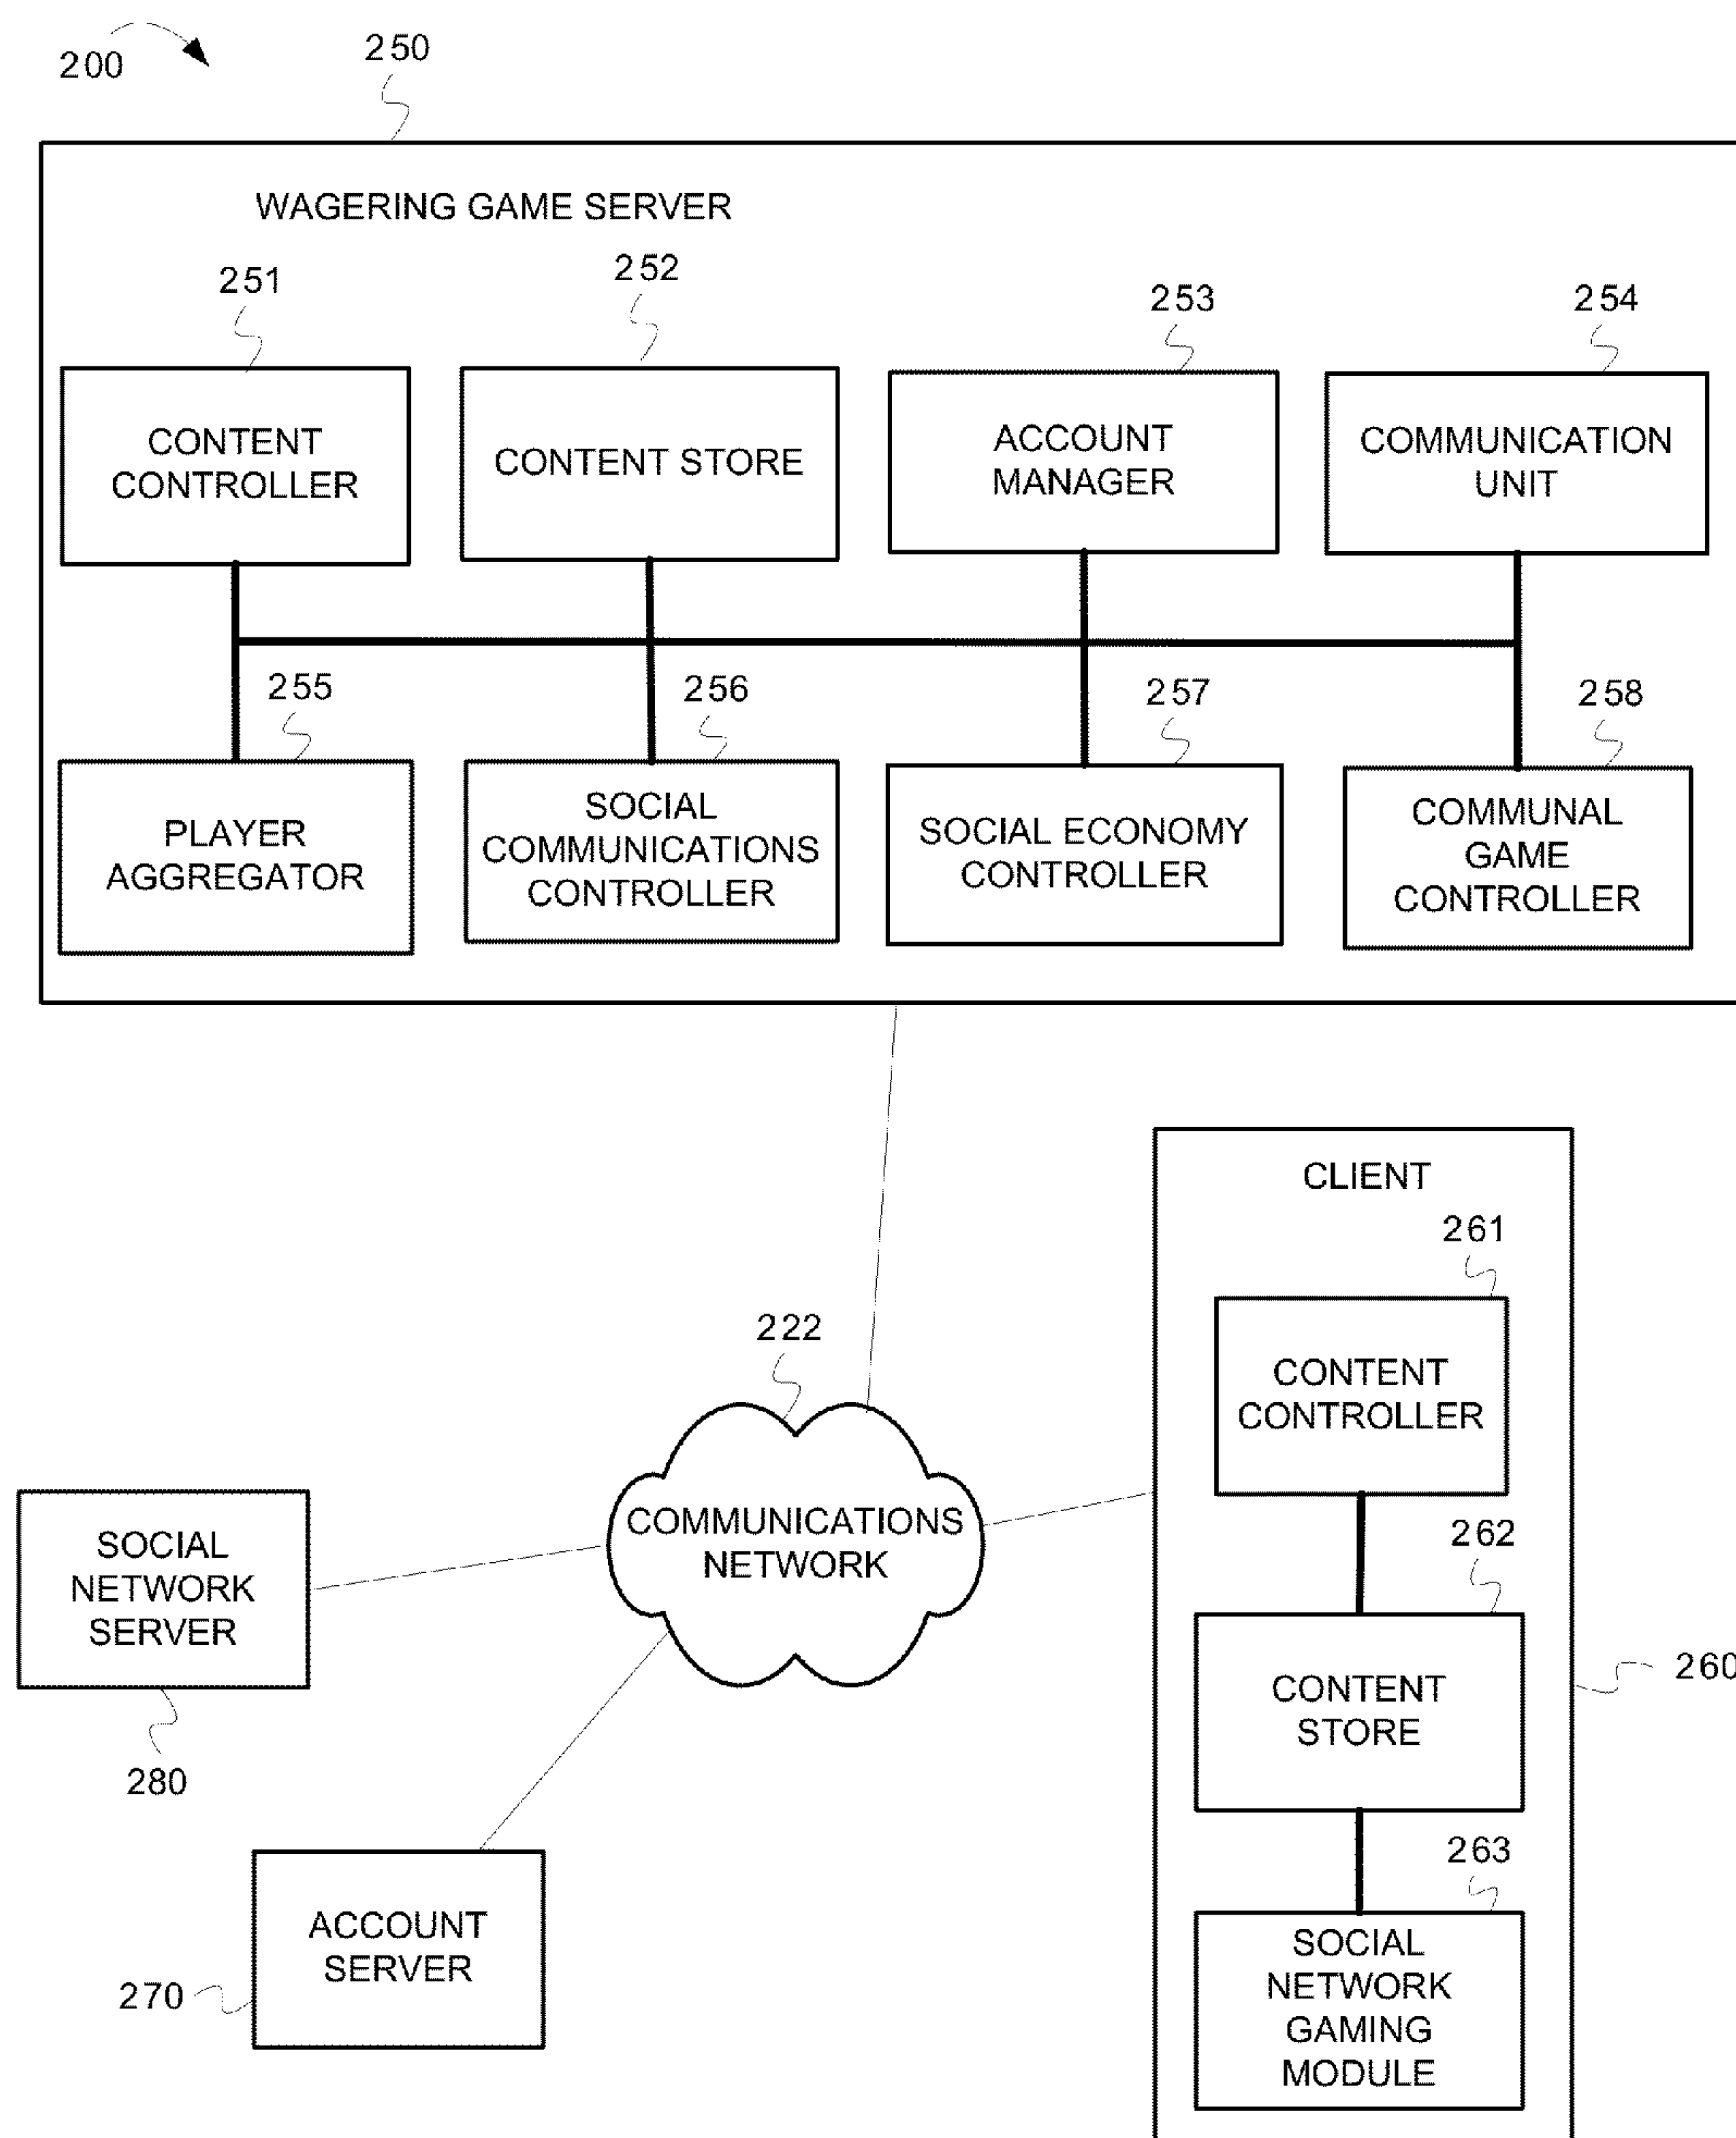 200
250
WAGERING GAME SERVER
251
252
253
254
CONTENT
CONTROLLER
CONTENT STORE
ACCOUNT
MANAGER
COMMUNICATION
UNIT
255
256
257
258
PLAYER
AGGREGATOR
SOCIAL
COMMUNICATIONS
CONTROLLER
SOCIAL ECONOMY
CONTROLLER
COMMUNAL
GAME
CONTROLLER
CLIENT
261
CONTENT
CONTROLLER
222
COMMUNICATIONS
NETWORK
SOCIAL
NETWORK
SERVER
280
262
CONTENT
STORE
260
263
SOCIAL
NETWORK
GAMING
MODULE
ACCOUNT
SERVER
270